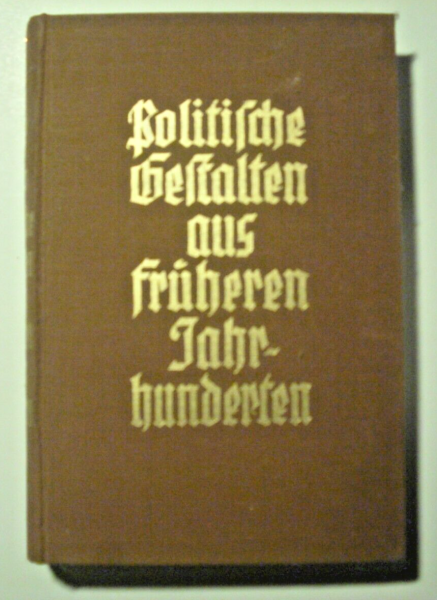 Politiſche
Geſtalten
aus
früheren
Jahr-
hunderten